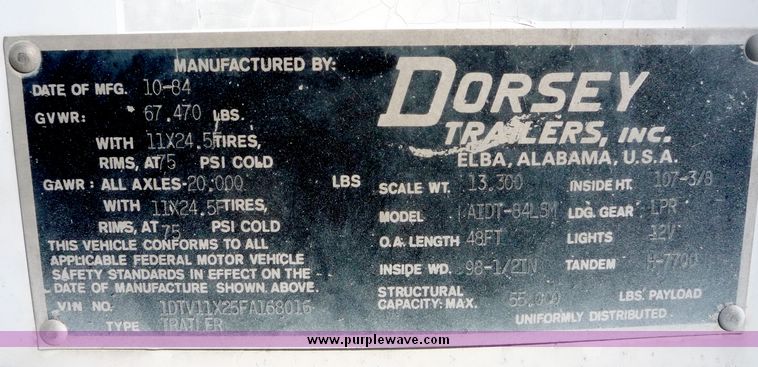 MANUFACTURED BY:
DORSEY
TRAILERS, INC.
ELBA, ALABAMA, U.S.A.
DATE OF MFG. 10-84
GVWR: 67.470 LBS.
WITH 11X24.5 TIRES,
RIMS, AT 75 PSI COLD
GAWR: ALL AXLES-20.000 LBS
WITH 11X24.5 TIRES,
RIMS, AT 75 PSI COLD
THIS VEHICLE CONFORMS TO ALL
APPLICABLE FEDERAL MOTOR VEHICLE
SAFETY STANDARDS IN EFFECT ON THE
DATE OF MANUFACTURE SHOWN ABOVE.
VIN NO. 1DTV11X25FA168016
TYPE TRAILER
SCALE WT. 13.300 INSIDE HT. 107-3/8
MODEL LDG. GEAR LPR
O.A. LENGTH 48FT LIGHTS 12V
INSIDE WD. 98-1/2IN TANDEM H-7700
STRUCTURAL
CAPACITY: MAX. 55.000 LBS. PAYLOAD
UNIFORMLY DISTRIBUTED.
www.purplewave.com